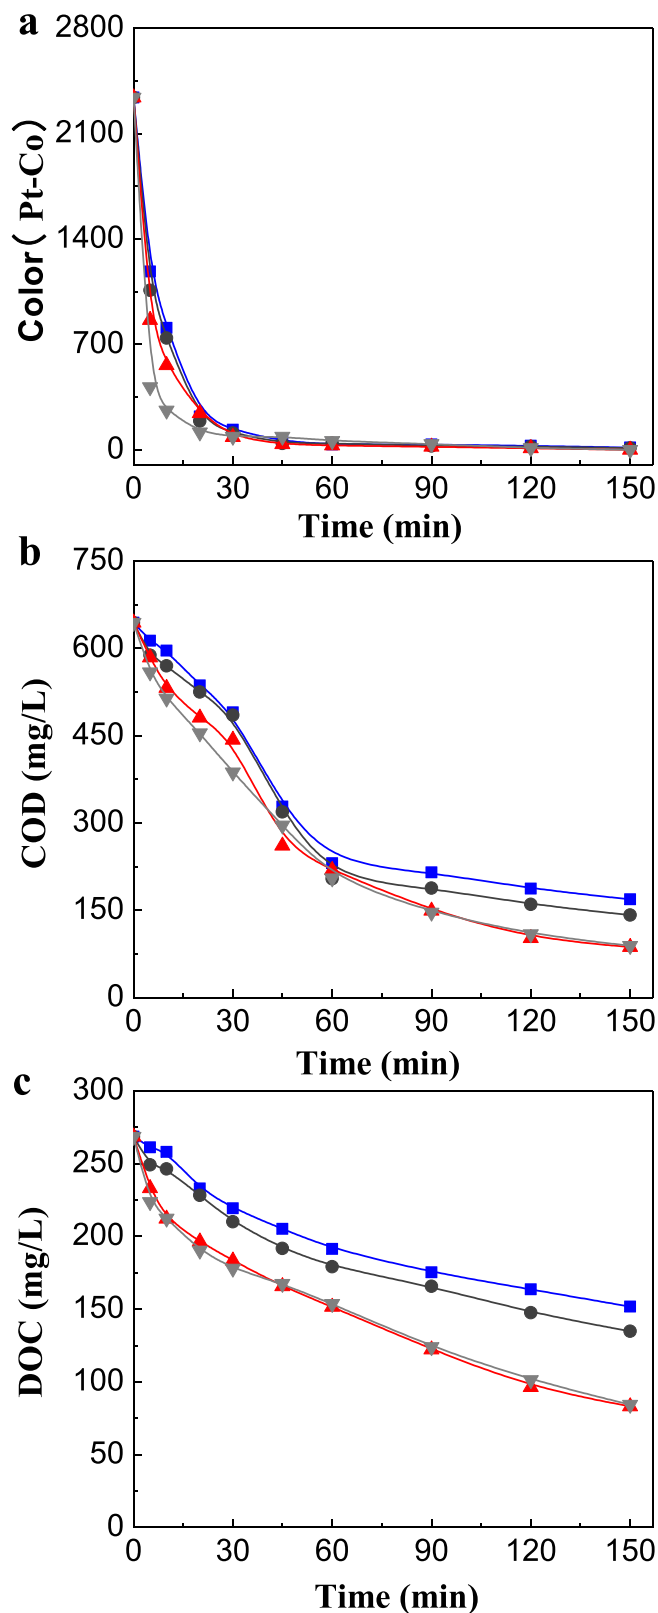 a
2800
2100
1400
700
0
Color( Pt-Co)
0 30 60 90 120 150
Time (min)
b
750
600
450
300
150
0
COD (mg/L)
0 30 60 90 120 150
Time (min)
c
300
250
200
150
100
50
0
DOC (mg/L)
0 30 60 90 120 150
Time (min)